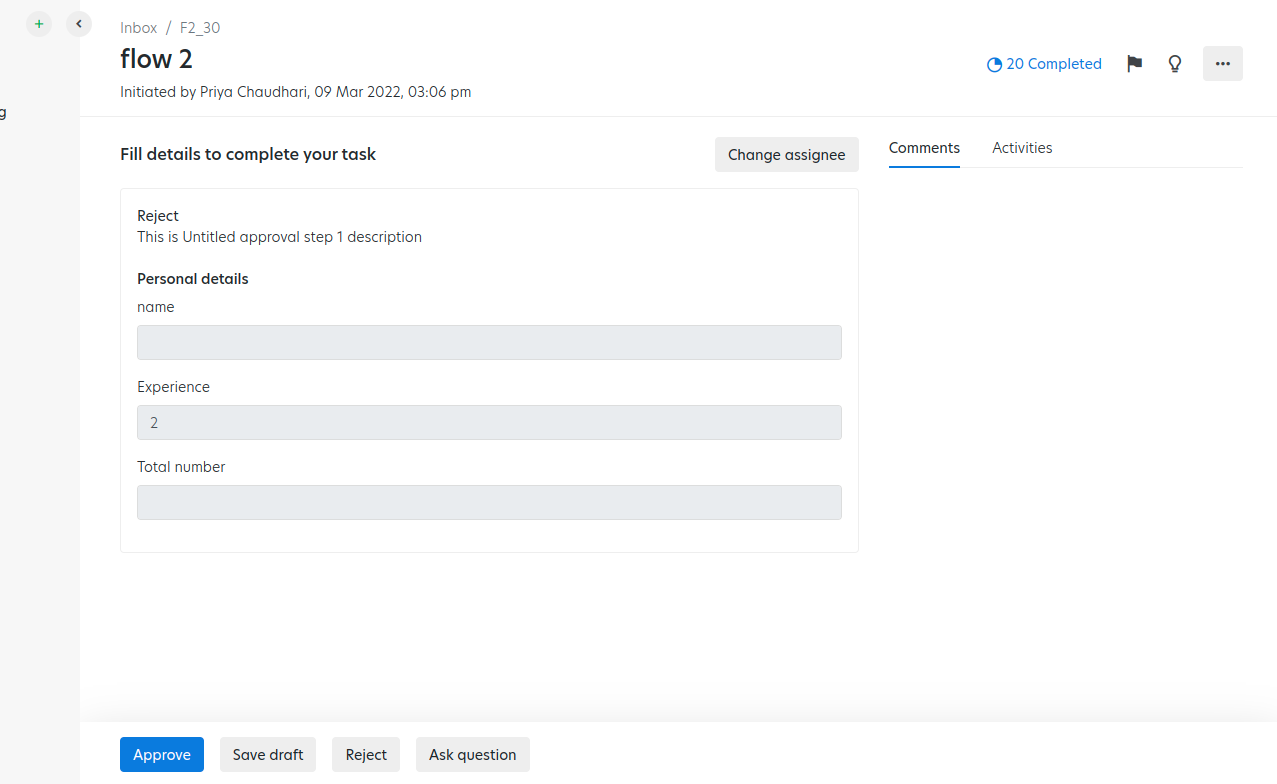 Inbox / F2_30
flow 2
Initiated by Priya Chaudhari, 09 Mar 2022, 03:06 pm
20 Completed
g
Fill details to complete your task
Change assignee
Comments
Activities
Reject
This is Untitled approval step 1 description
Personal details
name
Experience
2
Total number
Approve
Save draft
Reject
Ask question